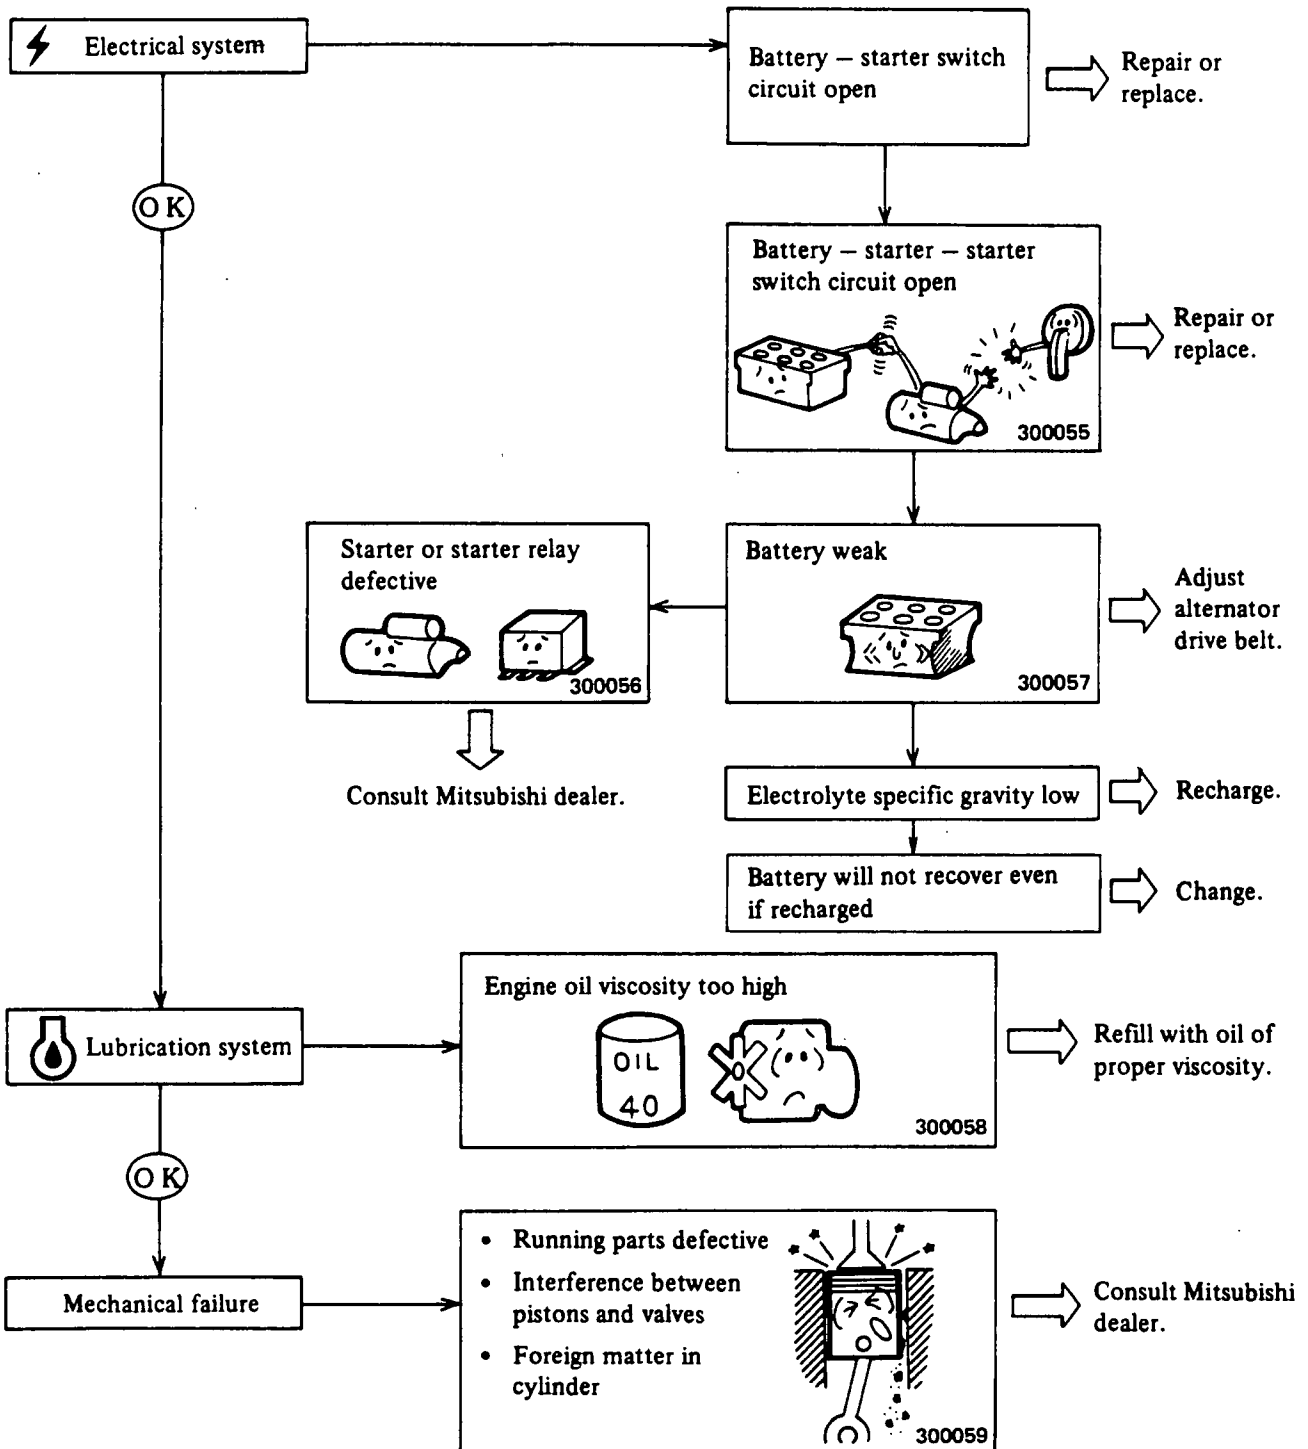 Electrical system
Battery – starter switch
circuit open
Repair or
replace.
OK
Battery – starter – starter
switch circuit open
300055
Repair or
replace.
Starter or starter relay
defective
300056
Consult Mitsubishi dealer.
Battery weak
300057
Adjust
alternator
drive belt.
Electrolyte specific gravity low
Recharge.
Battery will not recover even
if recharged
Change.
Lubrication system
Engine oil viscosity too high
OIL
40
300058
Refill with oil of
proper viscosity.
OK
Mechanical failure
• Running parts defective
• Interference between
pistons and valves
• Foreign matter in
cylinder
300059
Consult Mitsubishi
dealer.